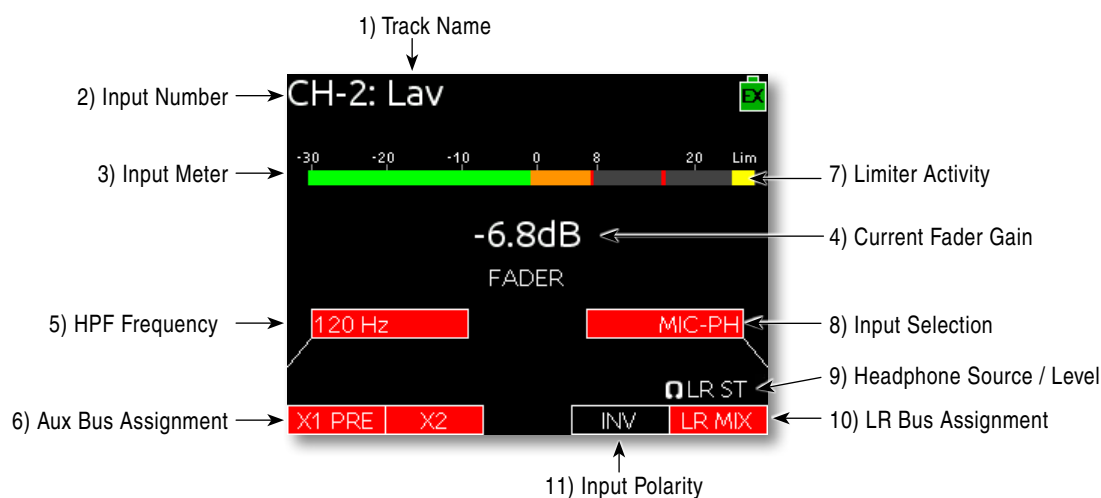 1) Track Name
2) Input Number
CH-2: Lav
EX
3) Input Meter
-30 -20 -10 0 8 20 Lim
7) Limiter Activity
-6.8dB
4) Current Fader Gain
FADER
5) HPF Frequency
120 Hz
MIC-PH
8) Input Selection
LR ST
9) Headphone Source / Level
6) Aux Bus Assignment
X1 PRE X2 INV LR MIX
10) LR Bus Assignment
11) Input Polarity